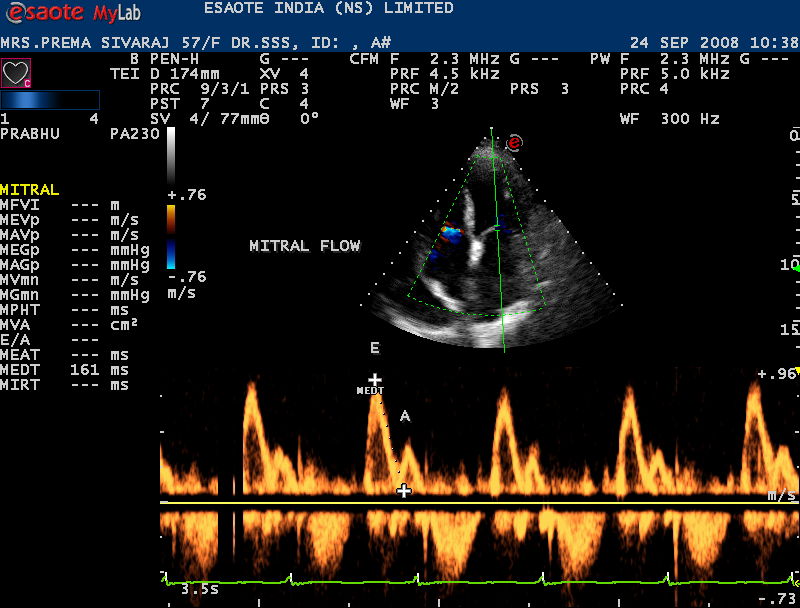 esaote MyLab
ESAOTE INDIA (NS) LIMITED
MRS.PREMA SIVARAJ 57/F DR.SSS, ID: , A# 24 SEP 2008 10:38
B PEN-H G --- CFM F 2.3 MHz G --- PW F 2.3 MHz G ---
TEI D 174mm XV 4 PRF 4.5 kHz PRF 5.0 kHz
PRC 9/3/1 PRS 3 PRC M/2 PRS 3 PRC 4
PST 7 C 4 WF 3
1 4 SV 4/ 77mmθ 0° WF 300 Hz
PRABHU PA230
0
MITRAL
+.76
MFVI --- m
5
MEVp --- m/s
MAVp --- m/s
MITRAL FLOW
MEGp --- mmHg
MAGp --- mmHg
10
MVmn --- m/s
-.76
MGmn --- mmHg
m/s
MPHT --- ms
MVA --- cm²
15
E/A ---
MEAT --- ms
E
MEDT 161 ms
+.96
MIRT --- ms
MEDT
A
m/s
3.5s
-.73